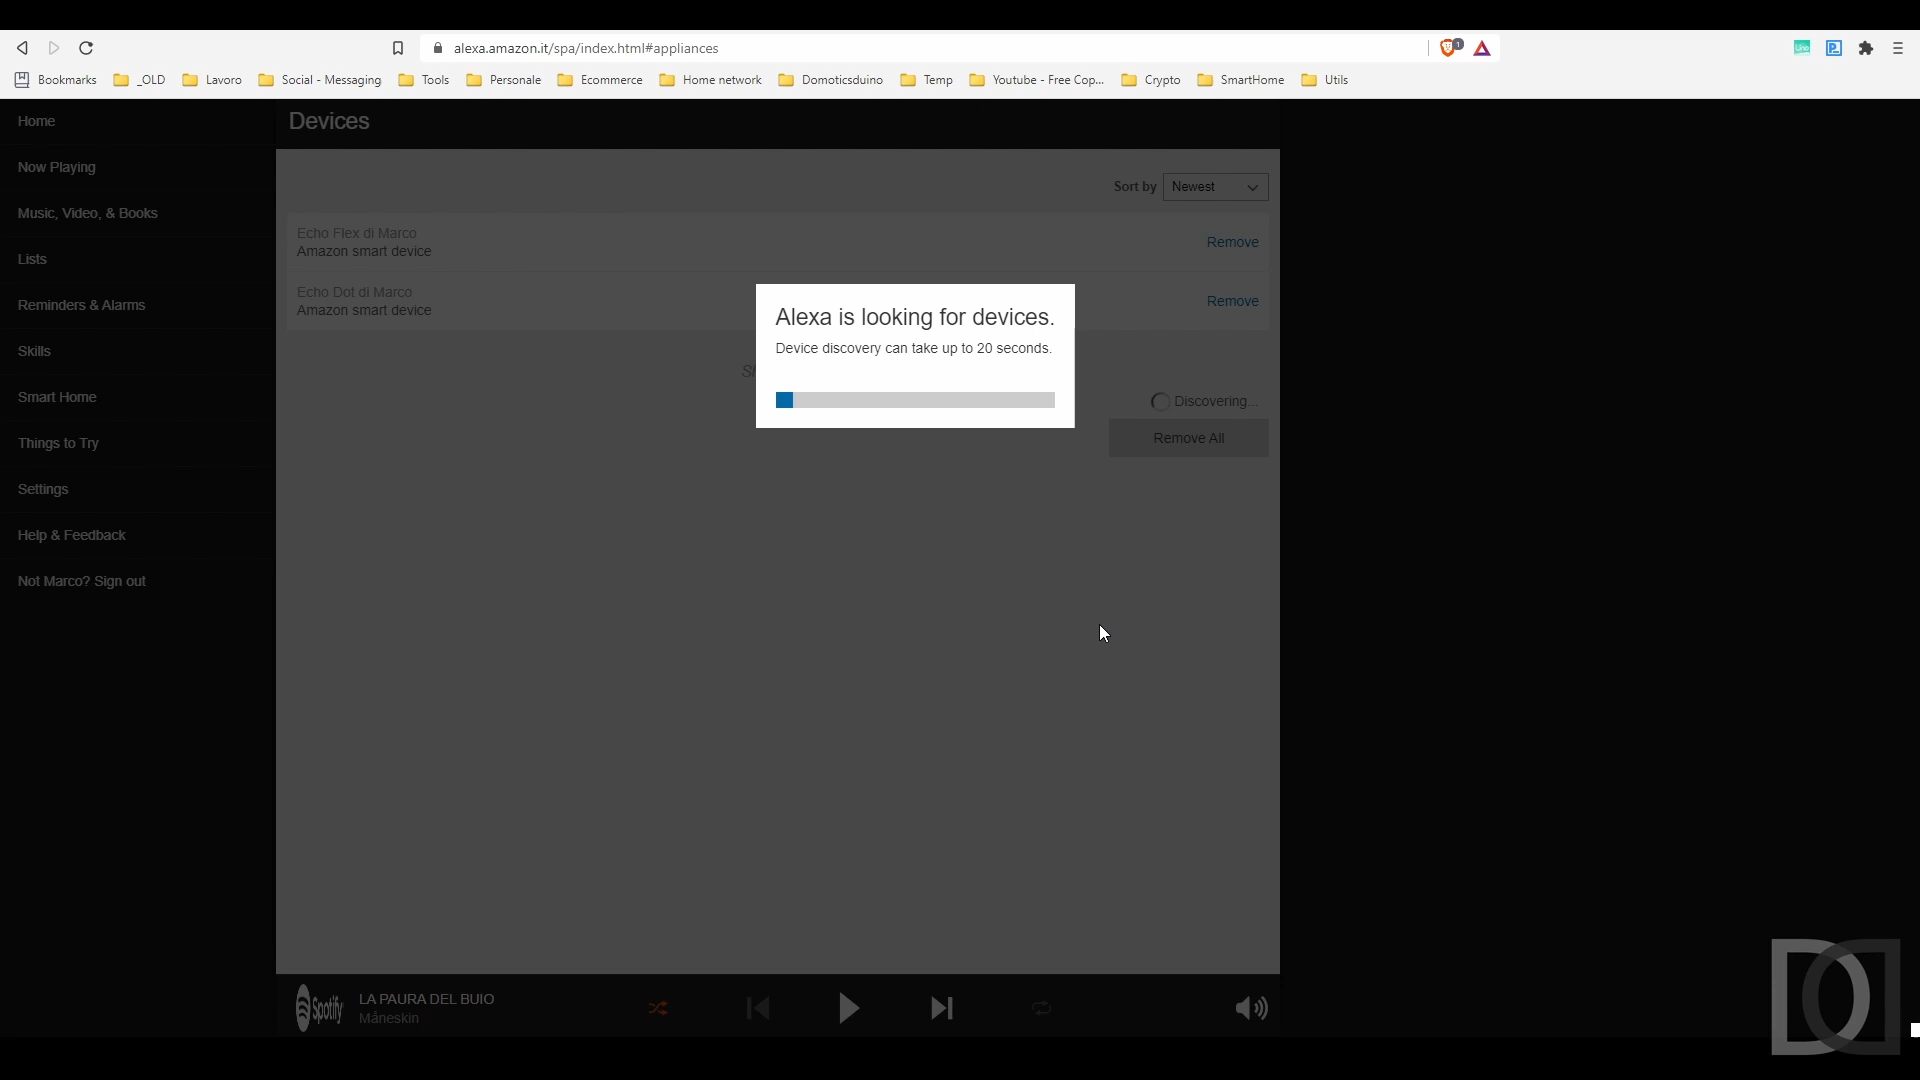 alexa.amazon.it/spa/index.html#appliances
1
Bookmarks _OLD Lavoro Social - Messaging Tools Personale Ecommerce Home network Domoticsduino Temp Youtube - Free Cop... Crypto SmartHome Utils
Home
Now Playing
Music, Video, & Books
Lists
Reminders & Alarms
Skills
Smart Home
Things to Try
Settings
Help & Feedback
Not Marco? Sign out
Devices
Sort by Newest
Echo Flex di Marco
Amazon smart device
Remove
Echo Dot di Marco
Amazon smart device
Remove
Alexa is looking for devices.
Device discovery can take up to 20 seconds.
Discovering...
Remove All
Spotify
LA PAURA DEL BUIO
Måneskin